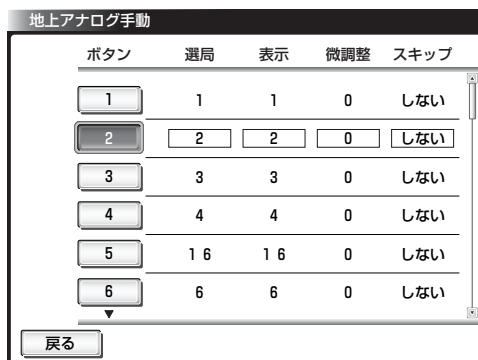 地上アナログ手動
ボタン 選局 表示 微調整 スキップ
1 1 1 0 しない
2 2 2 0 しない
3 3 3 0 しない
4 4 4 0 しない
5 16 16 0 しない
6 6 6 0 しない
戻る